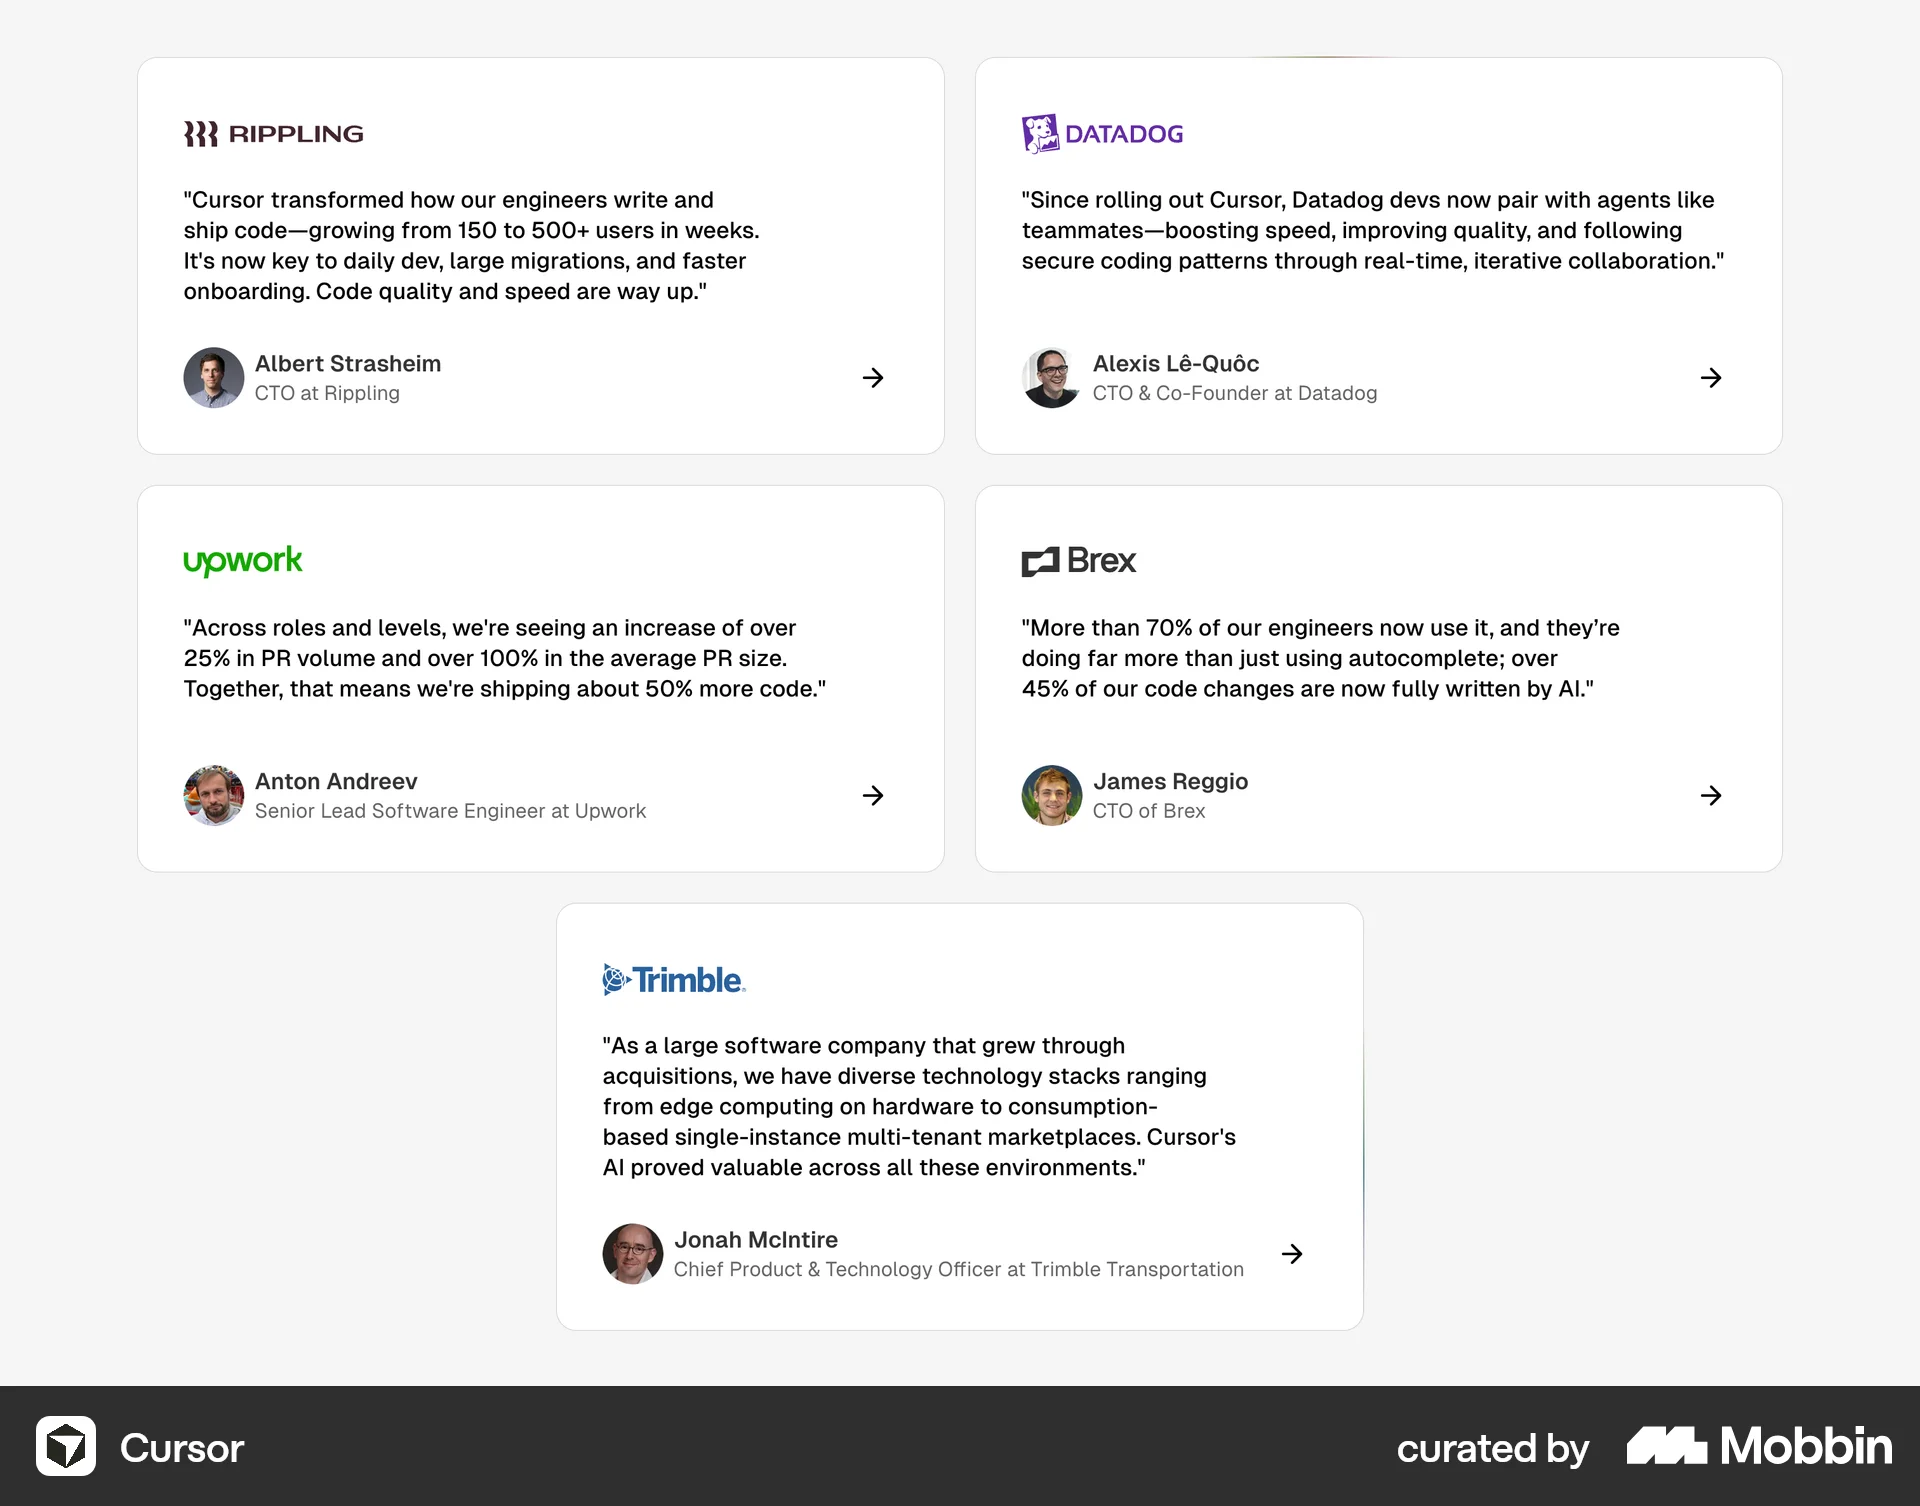 RIPPLING
"Cursor transformed how our engineers write and
ship code—growing from 150 to 500+ users in weeks.
It's now key to daily dev, large migrations, and faster
onboarding. Code quality and speed are way up."
Albert Strasheim
CTO at Rippling
DATADOG
"Since rolling out Cursor, Datadog devs now pair with agents like
teammates—boosting speed, improving quality, and following
secure coding patterns through real-time, iterative collaboration."
Alexis Lê-Quôc
CTO & Co-Founder at Datadog
upwork
"Across roles and levels, we're seeing an increase of over
25% in PR volume and over 100% in the average PR size.
Together, that means we're shipping about 50% more code."
Anton Andreev
Senior Lead Software Engineer at Upwork
Brex
"More than 70% of our engineers now use it, and they’re
doing far more than just using autocomplete; over
45% of our code changes are now fully written by AI."
James Reggio
CTO of Brex
Trimble
"As a large software company that grew through
acquisitions, we have diverse technology stacks ranging
from edge computing on hardware to consumption-
based single-instance multi-tenant marketplaces. Cursor's
AI proved valuable across all these environments."
Jonah McIntire
Chief Product & Technology Officer at Trimble Transportation
Cursor
curated by Mobbin